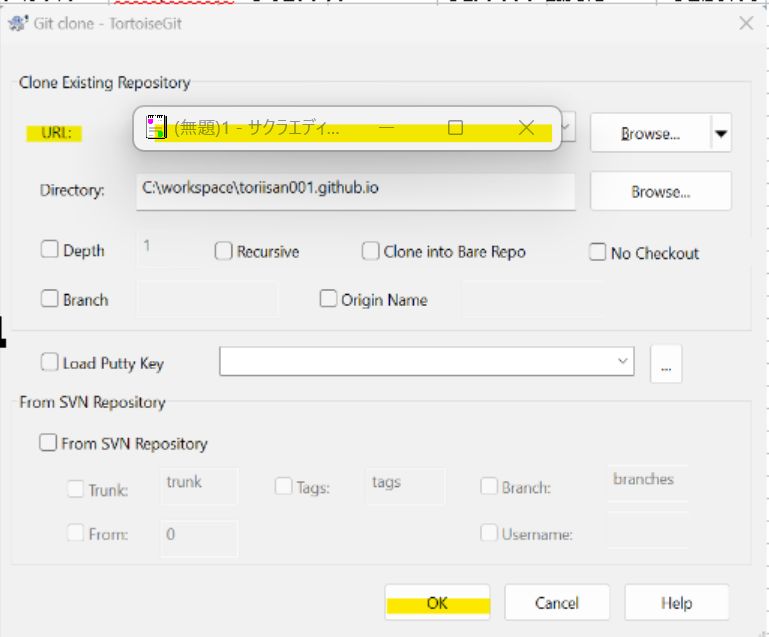 Git clone - TortoiseGit
Clone Existing Repository
URL:
(無題)1 - サクラエディ...
Browse...
Directory:
C:\workspace\toriisan001.github.io
Browse...
Depth
1
Recursive
Clone into Bare Repo
No Checkout
Branch
Origin Name
Load Putty Key
...
From SVN Repository
From SVN Repository
Trunk:
trunk
Tags:
tags
Branch:
branches
From:
0
Username:
OK
Cancel
Help